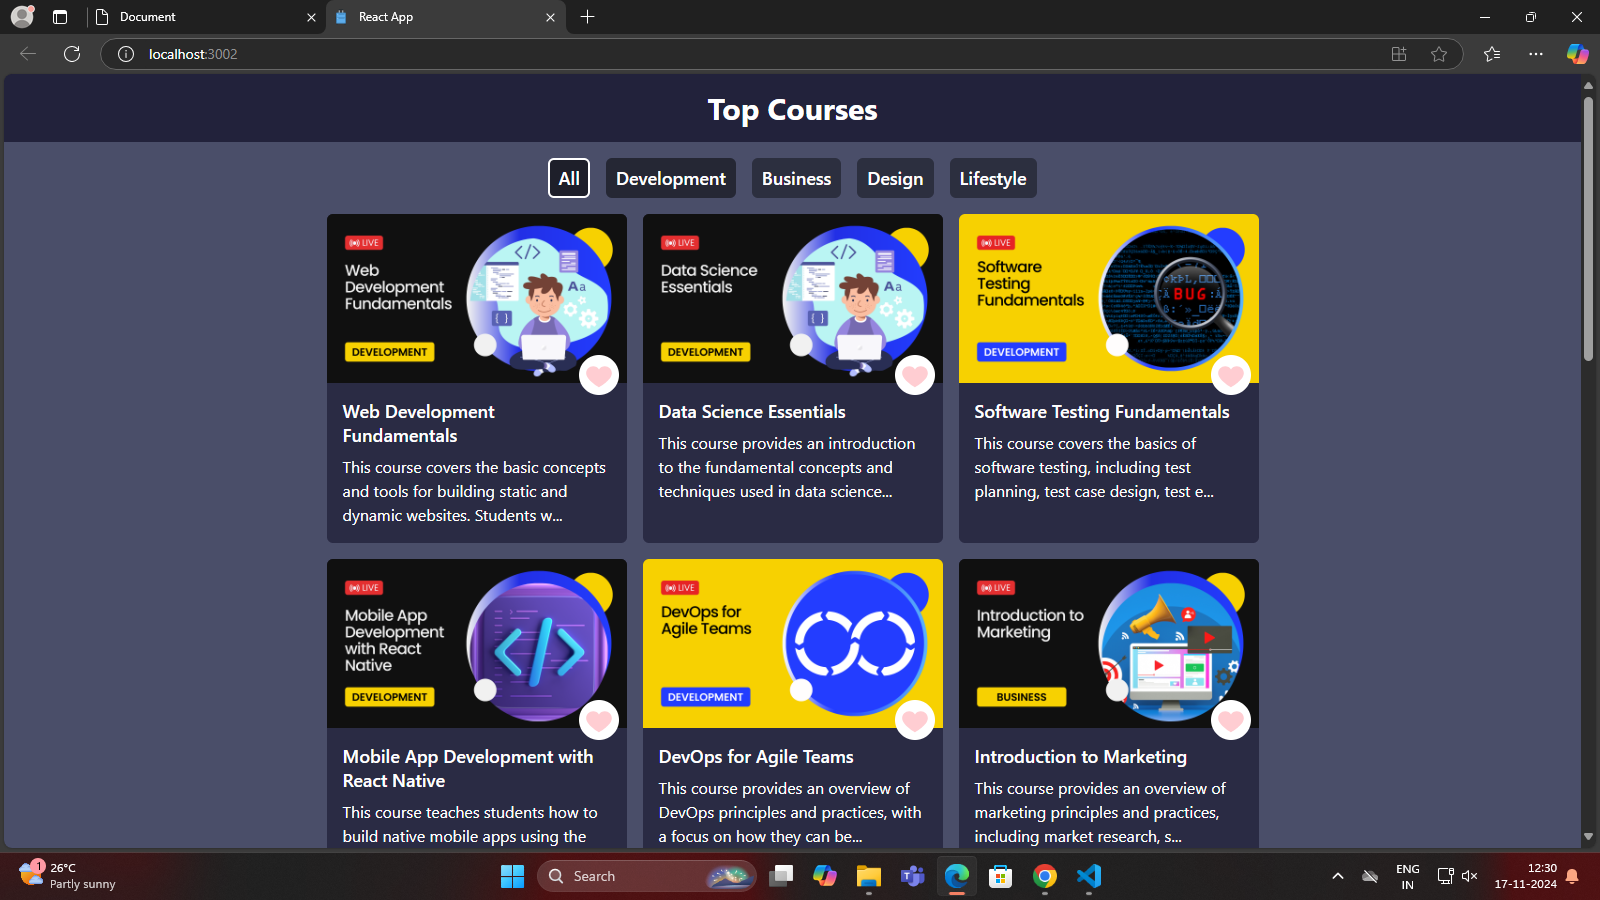 Document
React App
localhost:3002
Top Courses
All
Development
Business
Design
Lifestyle
LIVE
Web
Development
Fundamentals
Aa
DEVELOPMENT
Web Development
Fundamentals
This course covers the basic concepts
and tools for building static and
dynamic websites. Students w...
LIVE
Data Science
Essentials
Aa
DEVELOPMENT
Data Science Essentials
This course provides an introduction
to the fundamental concepts and
techniques used in data science...
LIVE
Software
Testing
Fundamentals
BUG
DEVELOPMENT
Software Testing Fundamentals
This course covers the basics of
software testing, including test
planning, test case design, test e...
LIVE
Mobile App
Development
with React
Native
DEVELOPMENT
Mobile App Development with
React Native
This course teaches students how to
build native mobile apps using the
LIVE
DevOps for
Agile Teams
DEVELOPMENT
DevOps for Agile Teams
This course provides an overview of
DevOps principles and practices, with
a focus on how they can be...
LIVE
Introduction to
Marketing
BUSINESS
Introduction to Marketing
This course provides an overview of
marketing principles and practices,
including market research, s...
1
26°C
Partly sunny
Search
ENG
IN
12:30
17-11-2024